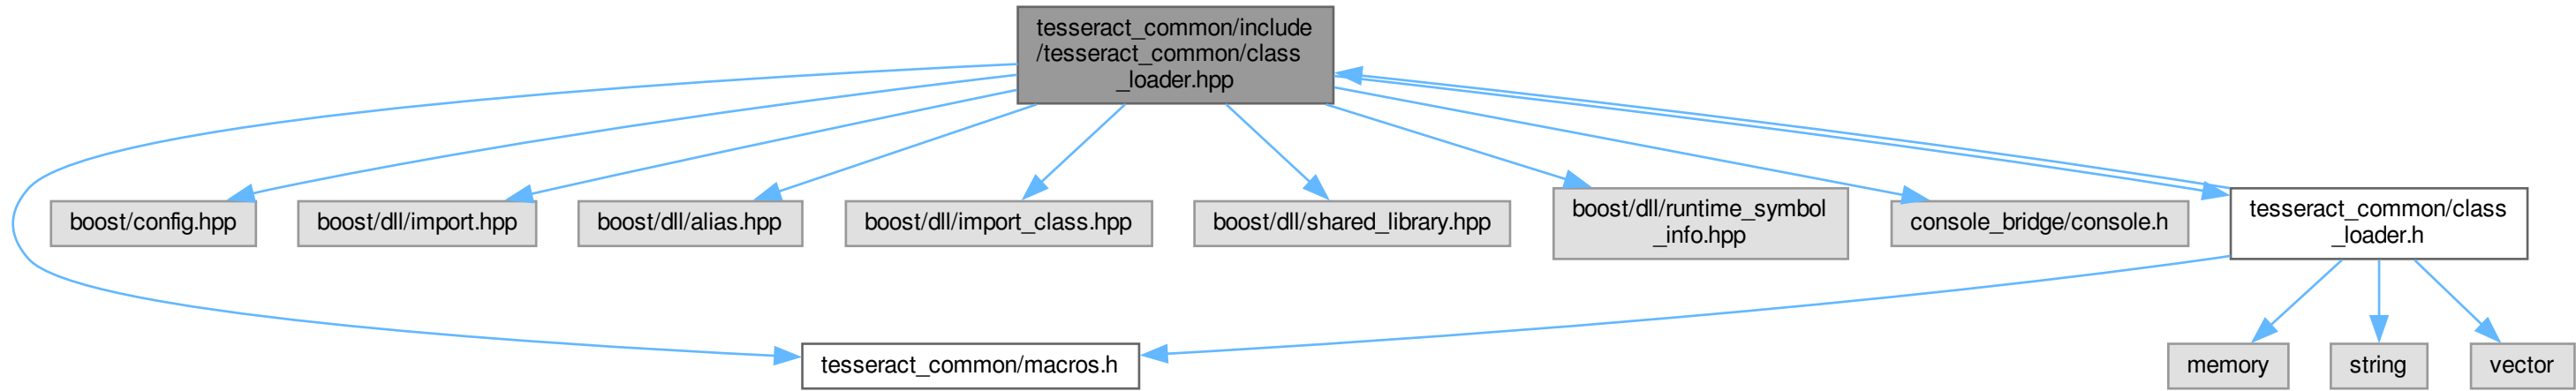 tesseract_common/include
/tesseract_common/class
_loader.hpp
boost/config.hpp
boost/dll/import.hpp
boost/dll/alias.hpp
boost/dll/import_class.hpp
boost/dll/shared_library.hpp
boost/dll/runtime_symbol
_info.hpp
console_bridge/console.h
tesseract_common/class
_loader.h
tesseract_common/macros.h
memory
string
vector